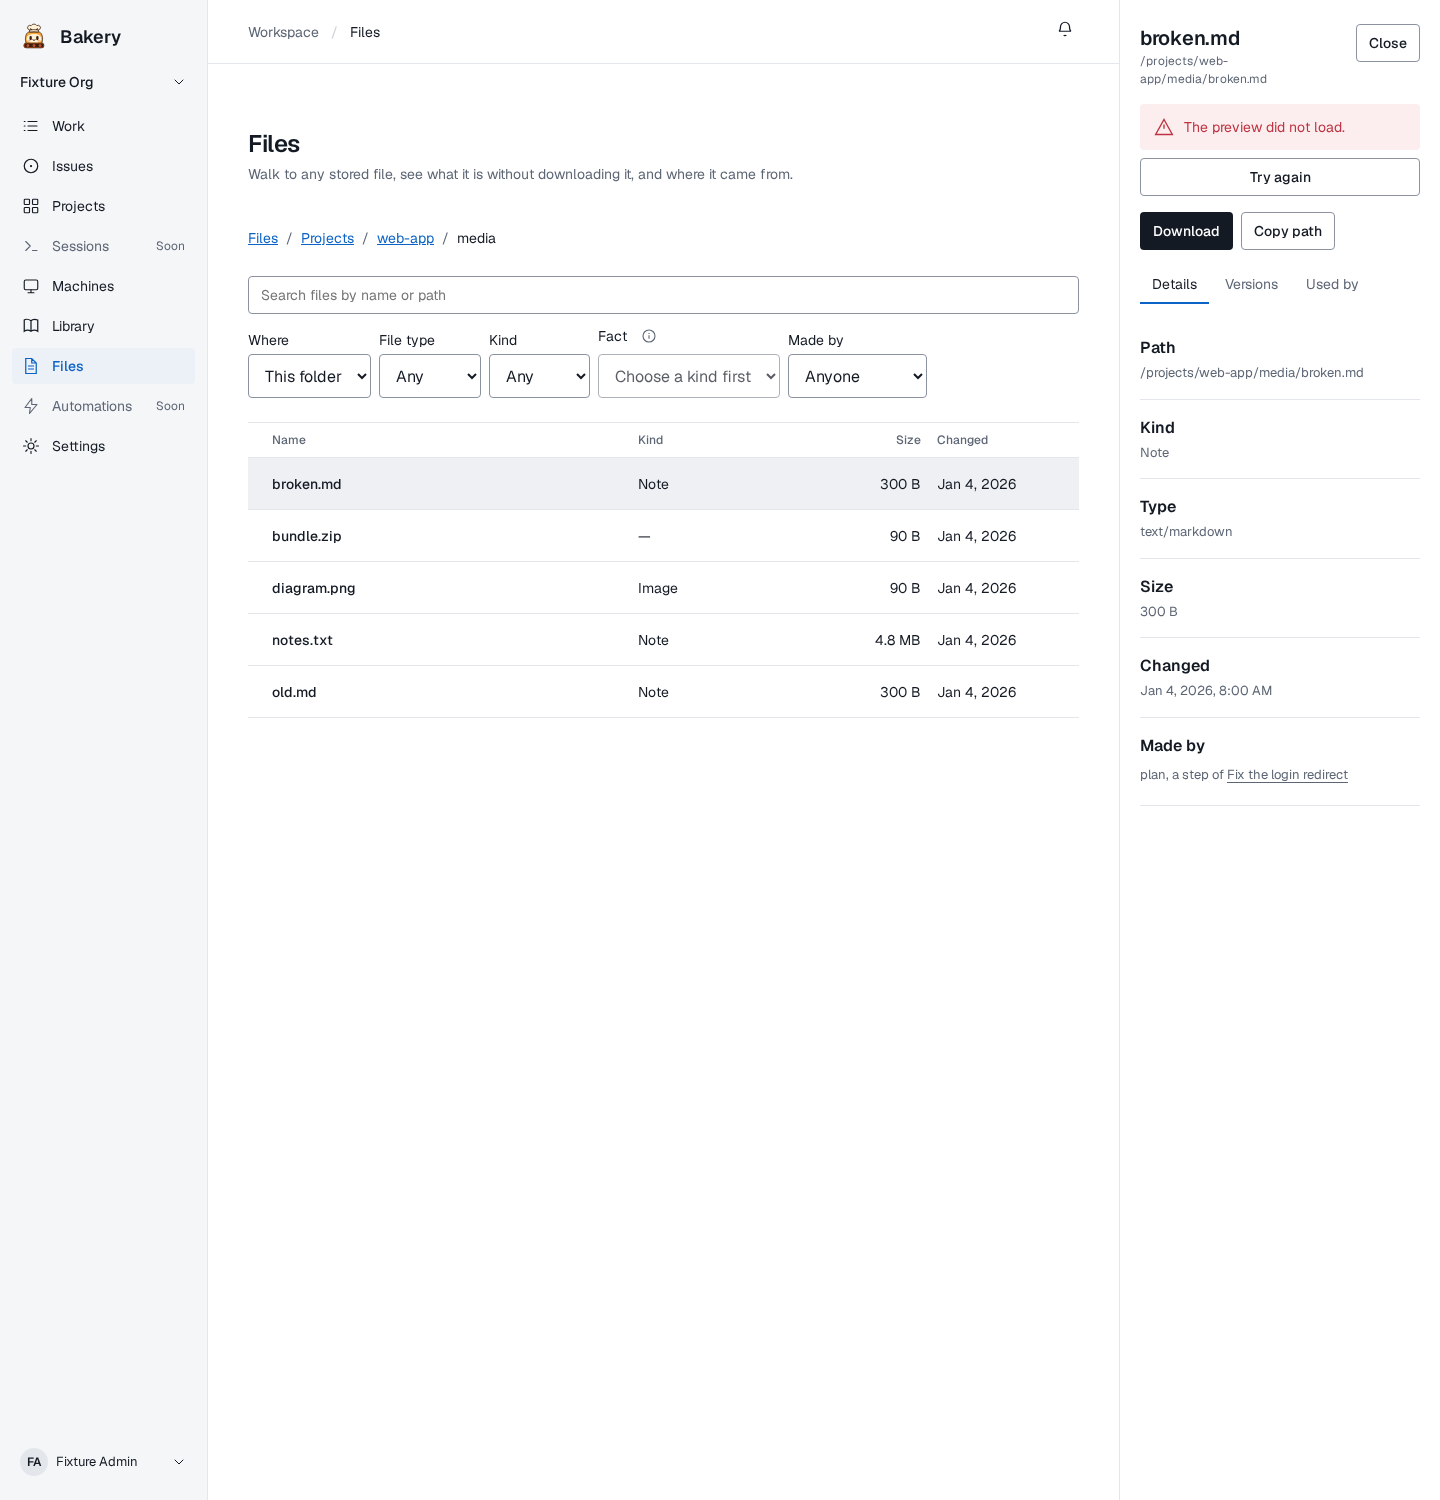 Bakery
Fixture Org
Work
Issues
Projects
Sessions Soon
Machines
Library
Files
Automations Soon
Settings
FA Fixture Admin
Workspace / Files
Files
Walk to any stored file, see what it is without downloading it, and where it came from.
Files / Projects / web-app / media
Search files by name or path
Where File type Kind Fact Made by
This folder Any Any Choose a kind first Anyone
Name Kind Size Changed
broken.md Note 300 B Jan 4, 2026
bundle.zip — 90 B Jan 4, 2026
diagram.png Image 90 B Jan 4, 2026
notes.txt Note 4.8 MB Jan 4, 2026
old.md Note 300 B Jan 4, 2026
broken.md
/projects/web-
app/media/broken.md
Close
The preview did not load.
Try again
Download Copy path
Details Versions Used by
Path
/projects/web-app/media/broken.md
Kind
Note
Type
text/markdown
Size
300 B
Changed
Jan 4, 2026, 8:00 AM
Made by
plan, a step of Fix the login redirect